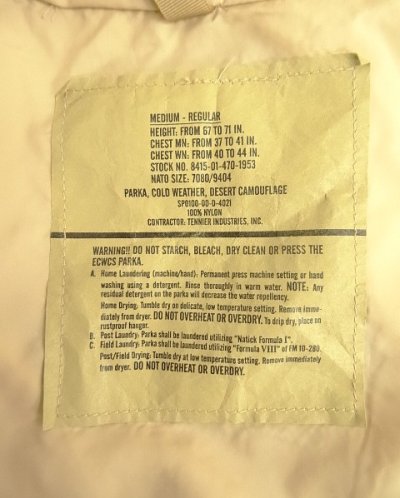 MEDIUM - REGULAR
HEIGHT: FROM 67 TO 71 IN.
CHEST MN: FROM 37 TO 41 IN.
CHEST WN: FROM 40 TO 44 IN.
STOCK NO. 8415-01-470-1953
NATO SIZE: 7080/9404
PARKA, COLD WEATHER, DESERT CAMOUFLAGE
SP0100-00-D-4021
100% NYLON
CONTRACTOR: TENNIER INDUSTRIES, INC.
WARNING!! DO NOT STARCH, BLEACH, DRY CLEAN OR PRESS THE
ECWCS PARKA.
A. Home Laundering (machine/hand): Permanent press machine setting or hand
washing using a detergent. Rinse thoroughly in warm water. NOTE: Any
residual detergent on the parka will decrease the water repellency.
Home Drying: Tumble dry on delicate, low temperature setting. Remove imme-
diately from dryer. DO NOT OVERHEAT OR OVERDRY. To drip dry, place on
rustproof hanger.
B. Post Laundry: Parka shall be laundered utilizing "Natick Formula I".
C. Field Laundry: Parka shall be laundered utilizing "Formula VIII" of FM 10-280.
Post/Field Drying: Tumble dry at low temperature setting. Remove immediately
from dryer. DO NOT OVERHEAT OR OVERDRY.